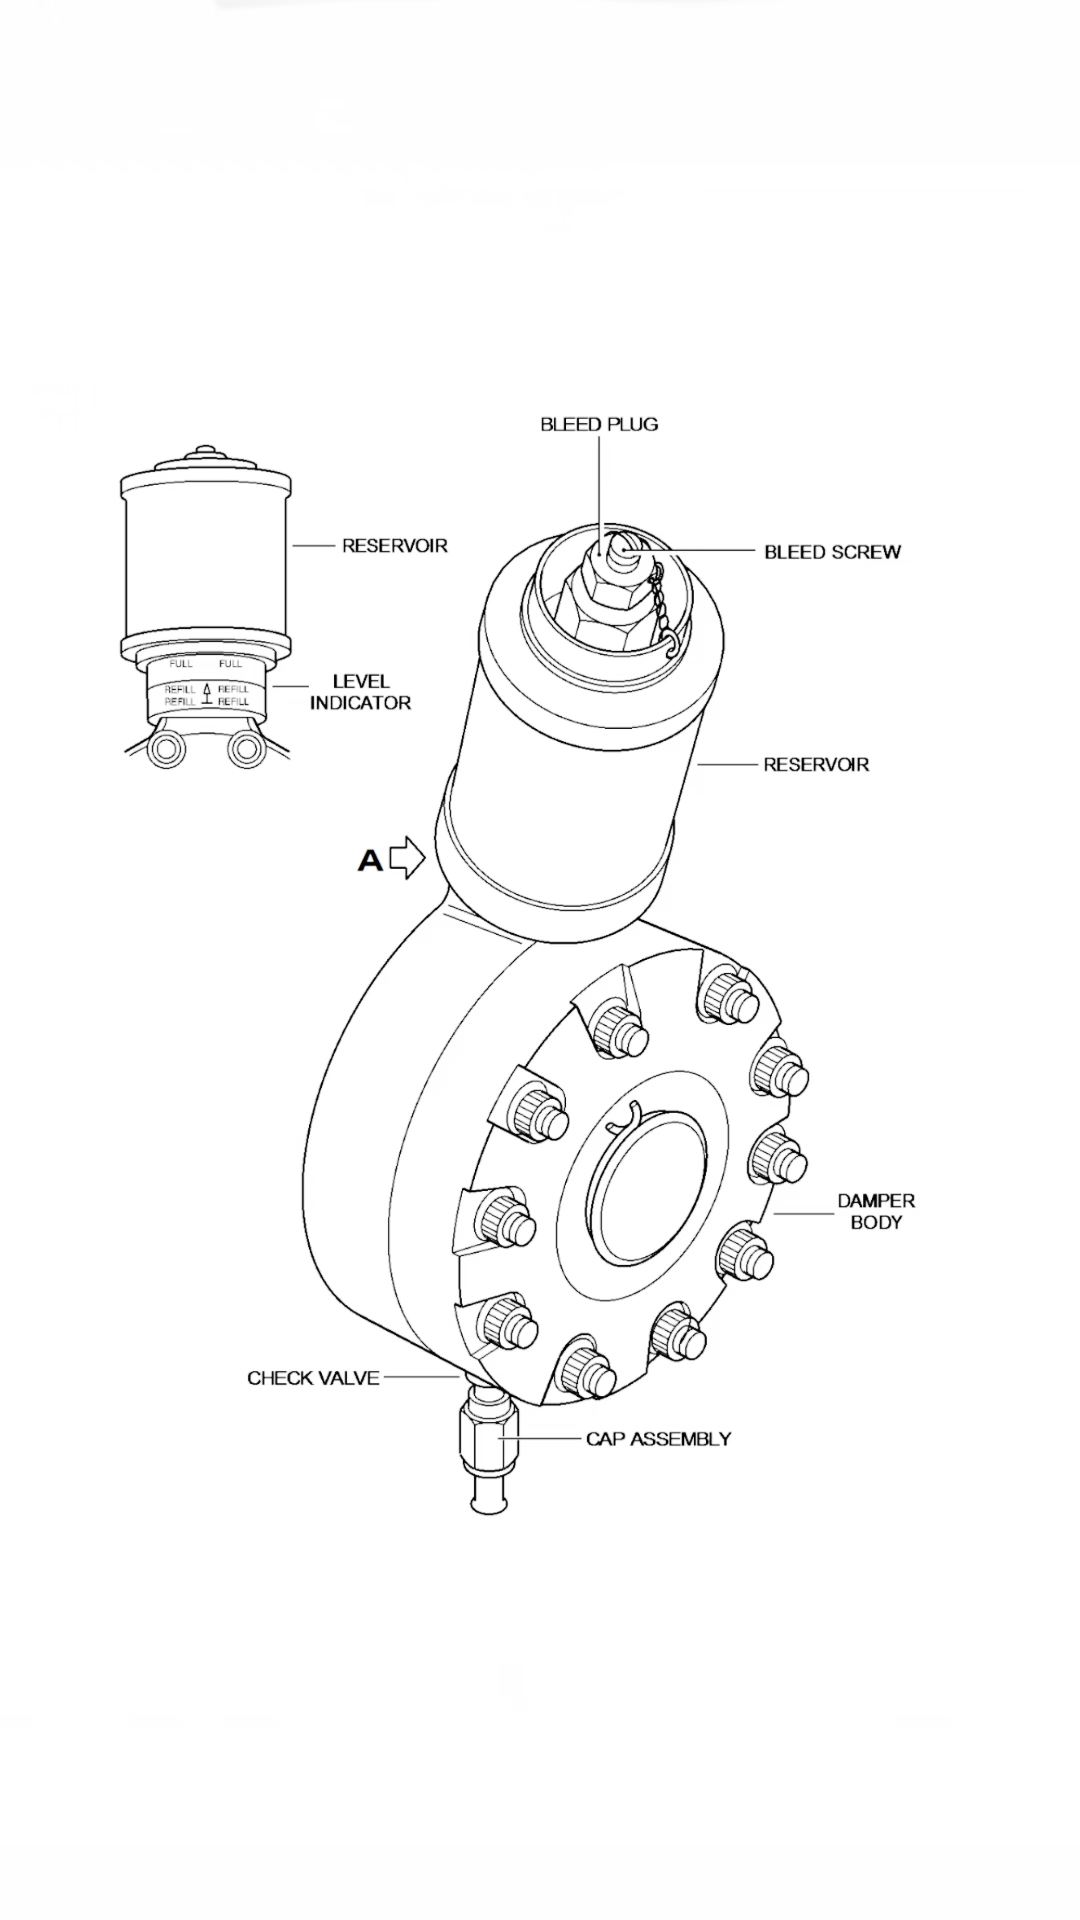 BLEED PLUG
RESERVOIR
BLEED SCREW
FULL FULL
REFILL REFILL
REFILL REFILL
LEVEL
INDICATOR
RESERVOIR
A
DAMPER
BODY
CHECK VALVE
CAP ASSEMBLY